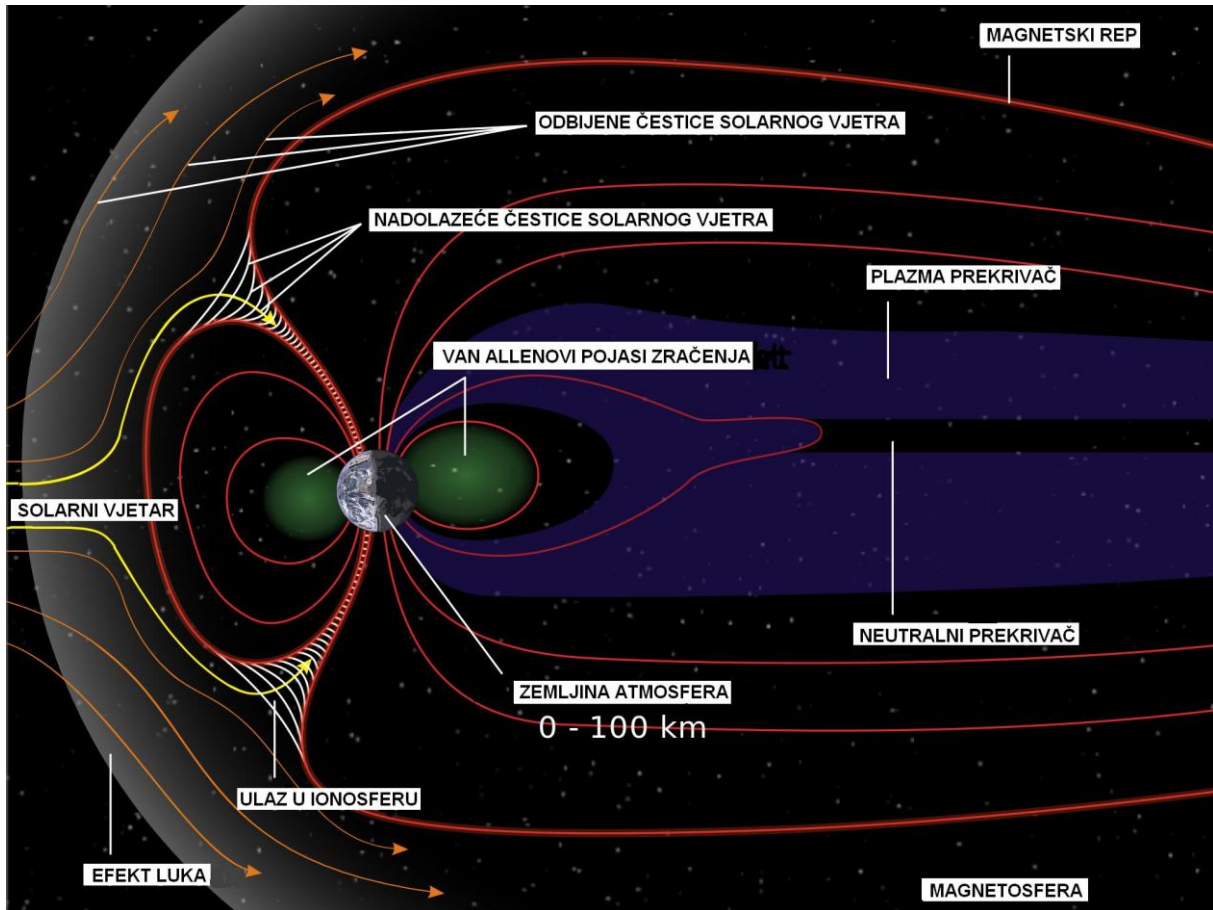 MAGNETSKI REP
ODBIJENE ČESTICE SOLARNOG VJETRA
NADOLAZEĆE ČESTICE SOLARNOG VJETRA
PLAZMA PREKRIVAČ
VAN ALLENOVI POJASI ZRAČENJA
SOLARNI VJETAR
NEUTRALNI PREKRIVAČ
ZEMLJINA ATMOSFERA
0 - 100 km
ULAZ U IONOSFERU
EFEKT LUKA
MAGNETOSFERA